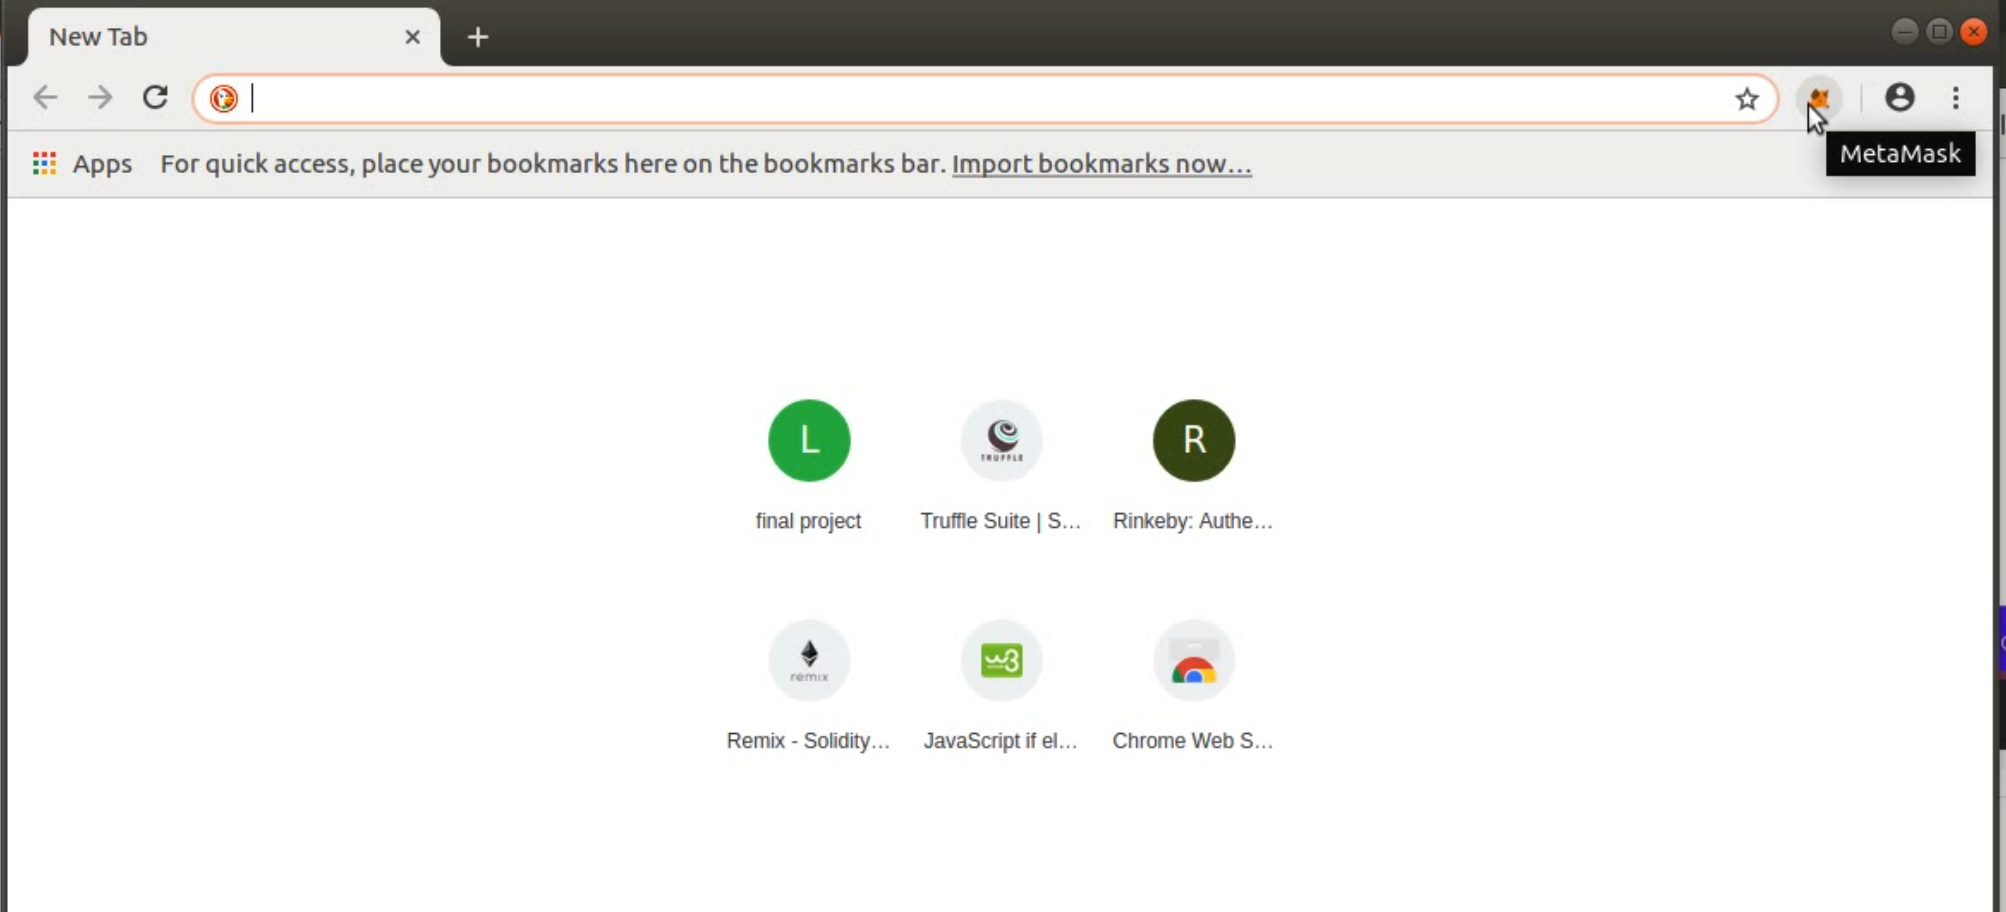 New Tab
Apps For quick access, place your bookmarks here on the bookmarks bar. Import bookmarks now...
MetaMask
L
TRUFFLE
R
final project
Truffle Suite | S...
Rinkeby: Authe...
remix
w3
Remix - Solidity...
JavaScript if el...
Chrome Web S...